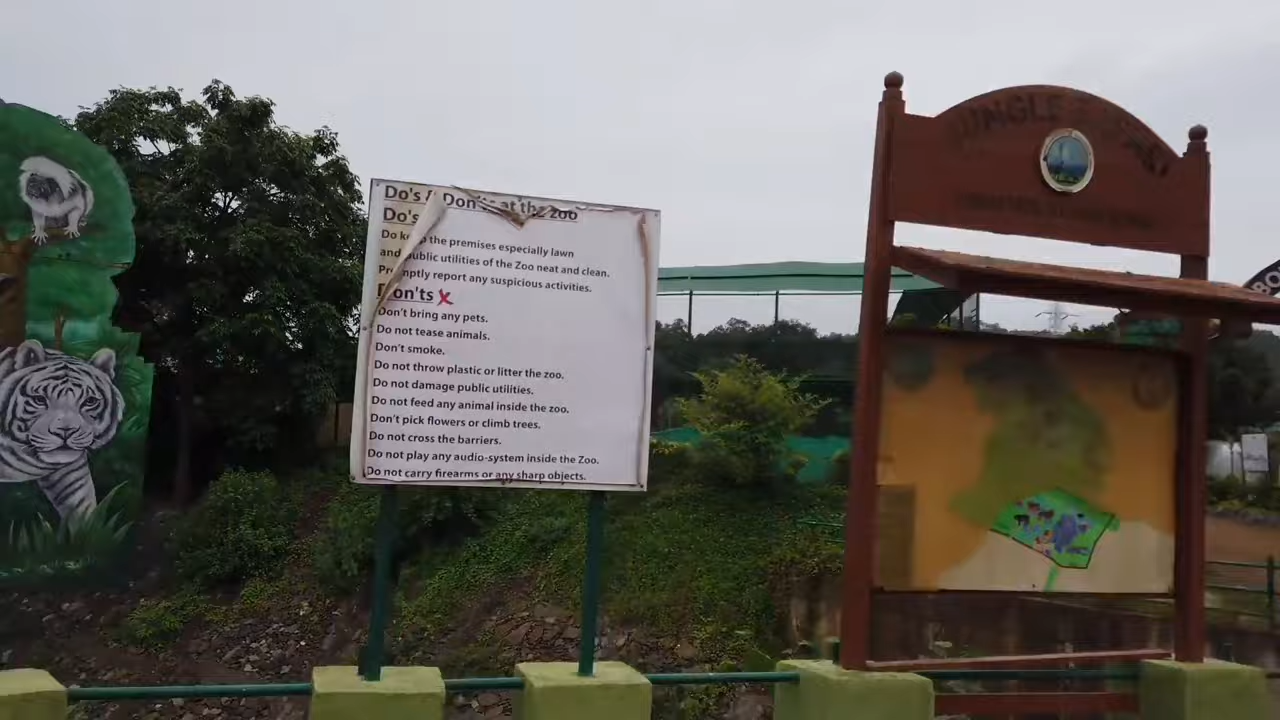 Do's & Don'ts at the zoo
Do's
Do keep the premises especially lawn
and public utilities of the Zoo neat and clean.
Promptly report any suspicious activities.
Don'ts
Don't bring any pets.
Do not tease animals.
Don't smoke.
Do not throw plastic or litter the zoo.
Do not damage public utilities.
Do not feed any animal inside the zoo.
Don't pick flowers or climb trees.
Do not cross the barriers.
Do not play any audio-system inside the Zoo.
Do not carry firearms or any sharp objects.
JUNGLE